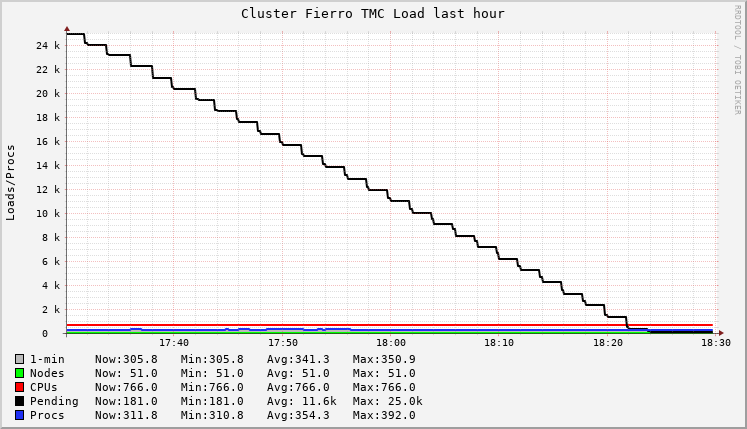 Cluster Fierro TMC Load last hour
RRDTOOL / TOBI OETIKER
Loads/Procs
24 k
22 k
20 k
18 k
16 k
14 k
12 k
10 k
8 k
6 k
4 k
2 k
0
17:40 17:50 18:00 18:10 18:20 18:30
1-min Now:305.8 Min:305.8 Avg:341.3 Max:350.9
Nodes Now: 51.0 Min: 51.0 Avg: 51.0 Max: 51.0
CPUs Now:766.0 Min:766.0 Avg:766.0 Max:766.0
Pending Now:181.0 Min:181.0 Avg: 11.6k Max: 25.0k
Procs Now:311.8 Min:310.8 Avg:354.3 Max:392.0